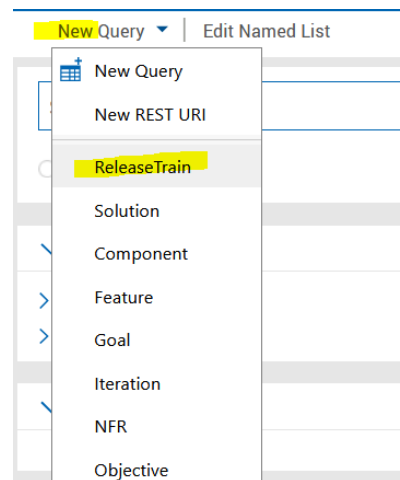 New Query Edit Named List
New Query
New REST URI
ReleaseTrain
Solution
Component
Feature
Goal
Iteration
NFR
Objective